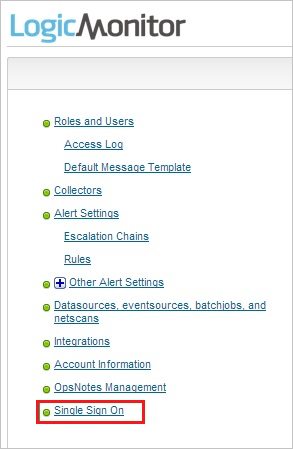 LogicMonitor
Roles and Users
Access Log
Default Message Template
Collectors
Alert Settings
Escalation Chains
Rules
Other Alert Settings
Datasources, eventsources, batchjobs, and
netscans
Integrations
Account Information
OpsNotes Management
Single Sign On